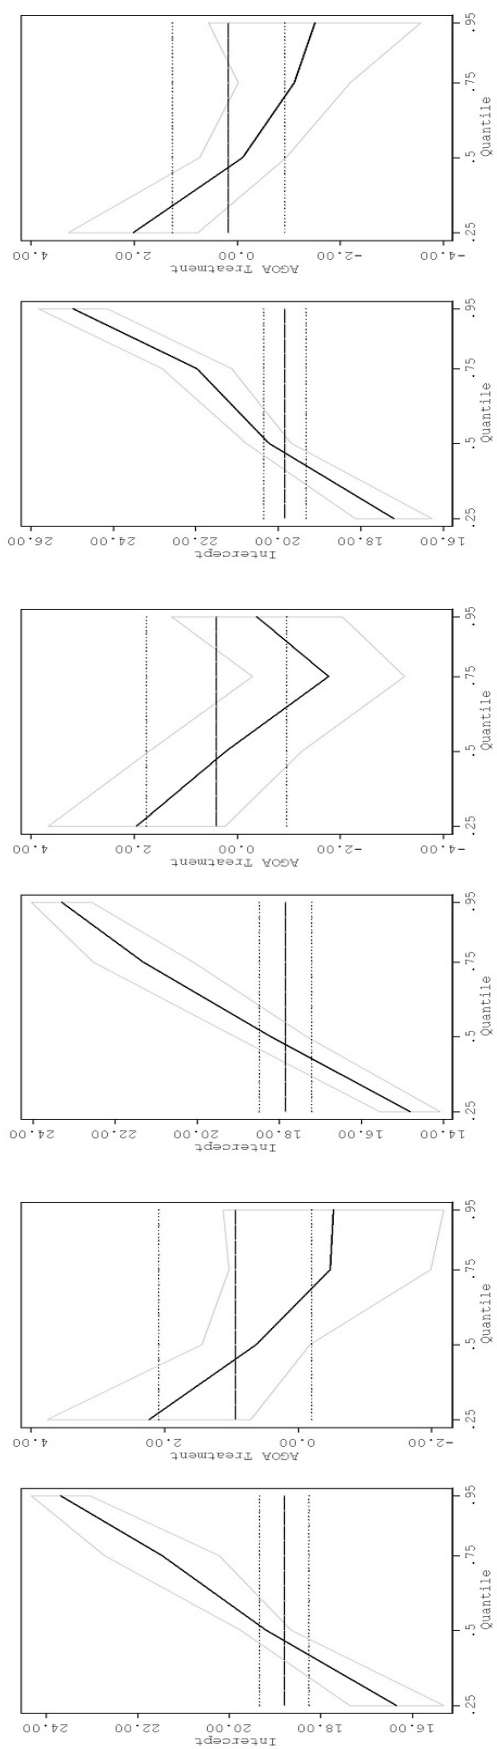 Intercept
24.00
22.00
20.00
18.00
16.00
.25 .5 .75 .95
Quantile
AGOA Treatment
4.00
2.00
0.00
-2.00
.25 .5 .75 .95
Quantile
Intercept
24.00
22.00
20.00
18.00
16.00
14.00
.25 .5 .75 .95
Quantile
AGOA Treatment
4.00
2.00
0.00
-2.00
-4.00
.25 .5 .75 .95
Quantile
Intercept
26.00
24.00
22.00
20.00
18.00
16.00
.25 .5 .75 .95
Quantile
AGOA Treatment
4.00
2.00
0.00
-2.00
-4.00
.25 .5 .75 .95
Quantile